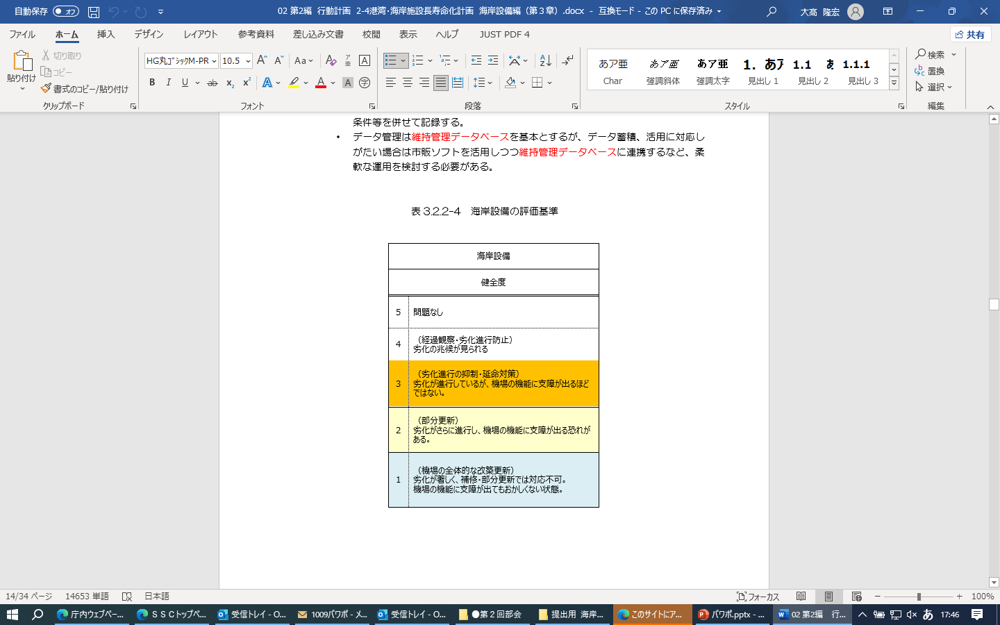 自動保存 オフ 02 第2編 行動計画 2-4港湾・海岸施設長寿命化計画 海岸設備編（第３章）.docx - 互換モード - この PC に保存済み 大髙 隆宏
ファイル ホーム 挿入 デザイン レイアウト 参考資料 差し込み文書 校閲 表示 ヘルプ JUST PDF 4 共有
貼り付け 切り取り コピー 書式のコピー/貼り付け クリップボード
HG丸ｺﾞｼｯｸM-PR 10.5 フォント
段落
あア亜 Char あア亜 強調斜体 あア亜 強調太字 1. あア 見出し 1 1.1 あ 見出し 2 1.1.1 見出し 3 スタイル
検索 置換 選択 編集
条件等を併せて記録する。
• データ管理は維持管理データベースを基本とするが、データ蓄積、活用に対応し
がたい場合は市販ソフトを活用しつつ維持管理データベースに連携するなど、柔
軟な運用を検討する必要がある。
表 3.2.2-4 海岸設備の評価基準
海岸設備
健全度
5 問題なし
4 （経過観察・劣化進行防止）
劣化の兆候が見られる
3 （劣化進行の抑制・延命対策）
劣化が進行しているが、機場の機能に支障が出るほど
ではない。
2 （部分更新）
劣化がさらに進行し、機場の機能に支障が出る恐れが
ある。
1 （機場の全体的な改築更新）
劣化が著しく、補修・部分更新では対応不可。
機場の機能に支障が出てもおかしくない状態。
14/34 ページ 14653 単語 日本語 フォーカス 100%
庁内ウェブペー... ＳＳＣトップペ... 受信トレイ - O... 1009パワポ - メ... 受信トレイ - O... ●第２回部会 提出用 海岸... このサイトにア... パワポ.pptx - ... 02 第2編 行... あ 17:46